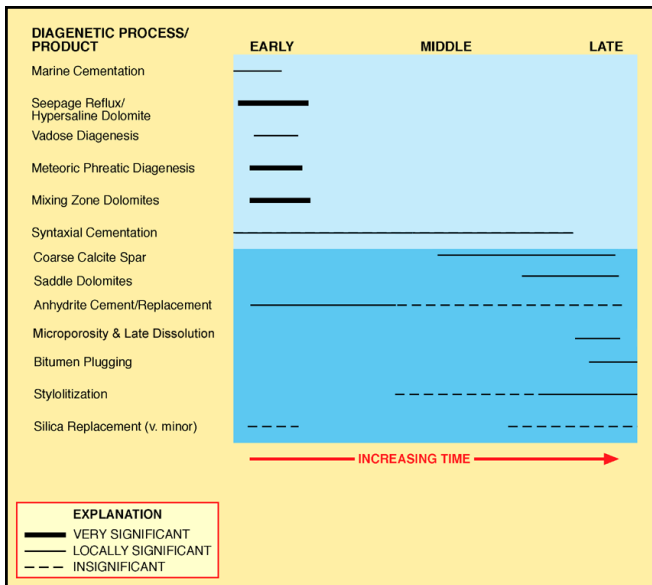 DIAGENETIC PROCESS/
PRODUCT
EARLY MIDDLE LATE
Marine Cementation
Seepage Reflux/
Hypersaline Dolomite
Vadose Diagenesis
Meteoric Phreatic Diagenesis
Mixing Zone Dolomites
Syntaxial Cementation
Coarse Calcite Spar
Saddle Dolomites
Anhydrite Cement/Replacement
Microporosity & Late Dissolution
Bitumen Plugging
Stylolitization
Silica Replacement (v. minor)
INCREASING TIME
EXPLANATION
VERY SIGNIFICANT
LOCALLY SIGNIFICANT
INSIGNIFICANT